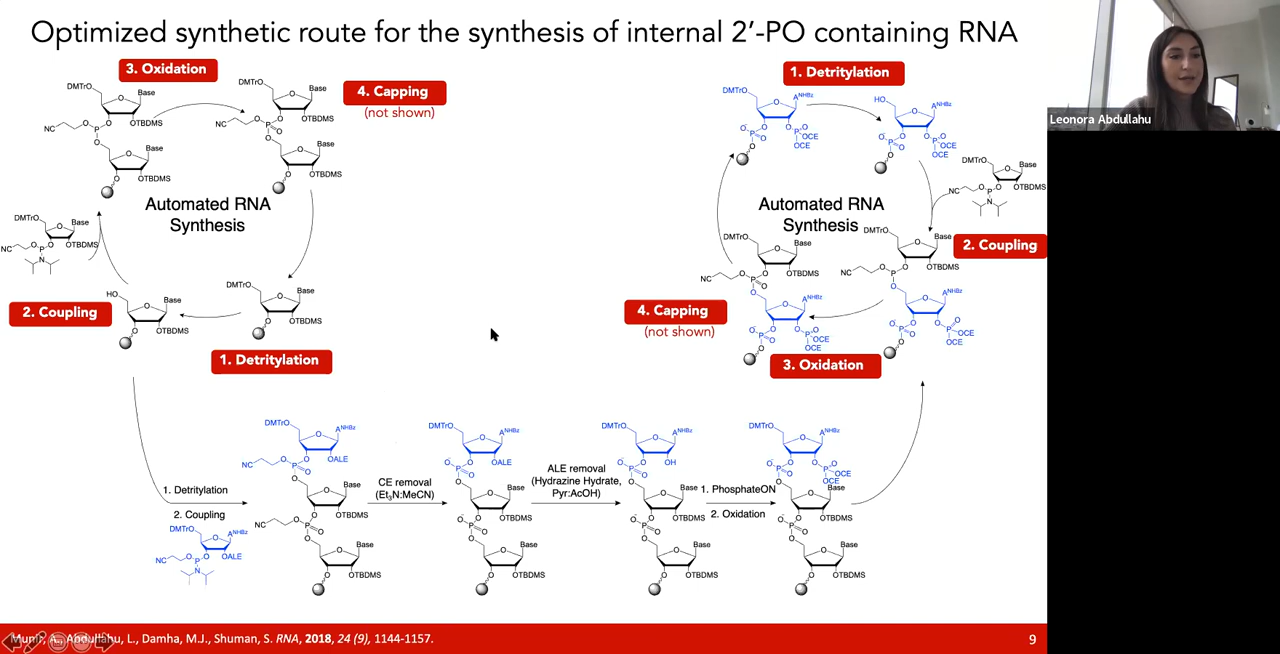 Optimized synthetic route for the synthesis of internal 2′-PO containing RNA
3. Oxidation
4. Capping
(not shown)
DMTrO
Base
O
O
OTBDMS
NC
O
P
O
O
Base
O
O
OTBDMS
DMTrO
Base
O
O
OTBDMS
NC
O
P
O
O
Base
O
O
OTBDMS
Automated RNA
Synthesis
DMTrO
Base
O
O
OTBDMS
NC
O
P
N
2. Coupling
HO
Base
O
O
OTBDMS
DMTrO
Base
O
O
OTBDMS
1. Detritylation
1. Detritylation
DMTrO
A^NHBz
O
O
O
O⁻
P
O
O
P
O
OCE
OCE
HO
A^NHBz
O
O
O
O⁻
P
O
O
P
O
OCE
OCE
DMTrO
Base
O
O
OTBDMS
NC
O
P
N
Automated RNA
Synthesis
2. Coupling
DMTrO
Base
O
O
OTBDMS
NC
O
P
O
A^NHBz
O
O
O
O⁻
P
O
O
P
O
OCE
OCE
DMTrO
Base
O
O
OTBDMS
NC
O
P
O
O
A^NHBz
O
O
O
O⁻
P
O
O
P
O
OCE
OCE
4. Capping
(not shown)
3. Oxidation
1. Detritylation
2. Coupling
DMTrO
A^NHBz
O
O
OALE
NC
O
P
N
DMTrO
A^NHBz
O
O
OALE
NC
O
P
O
O
Base
O
O
OTBDMS
NC
O
P
O
O
Base
O
O
OTBDMS
CE removal
(Et₃N:MeCN)
DMTrO
A^NHBz
O
O
OALE
O⁻
P
O
O
Base
O
O
OTBDMS
O⁻
P
O
O
Base
O
O
OTBDMS
ALE removal
(Hydrazine Hydrate,
Pyr:AcOH)
DMTrO
A^NHBz
O
O
OH
O⁻
P
O
O
Base
O
O
OTBDMS
O⁻
P
O
O
Base
O
O
OTBDMS
1. PhosphateON
2. Oxidation
DMTrO
A^NHBz
O
O
O
O⁻
P
O
O
P
O
OCE
OCE
Base
O
O
OTBDMS
O⁻
P
O
O
Base
O
O
OTBDMS
Munir, A., Abdullahu, L., Damha, M.J., Shuman, S. RNA, 2018, 24 (9), 1144-1157.
9
Leonora Abdullahu